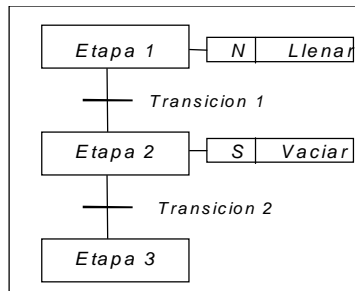 Etapa 1 N Llenar
Transicion 1
Etapa 2 S Vaciar
Transicion 2
Etapa 3